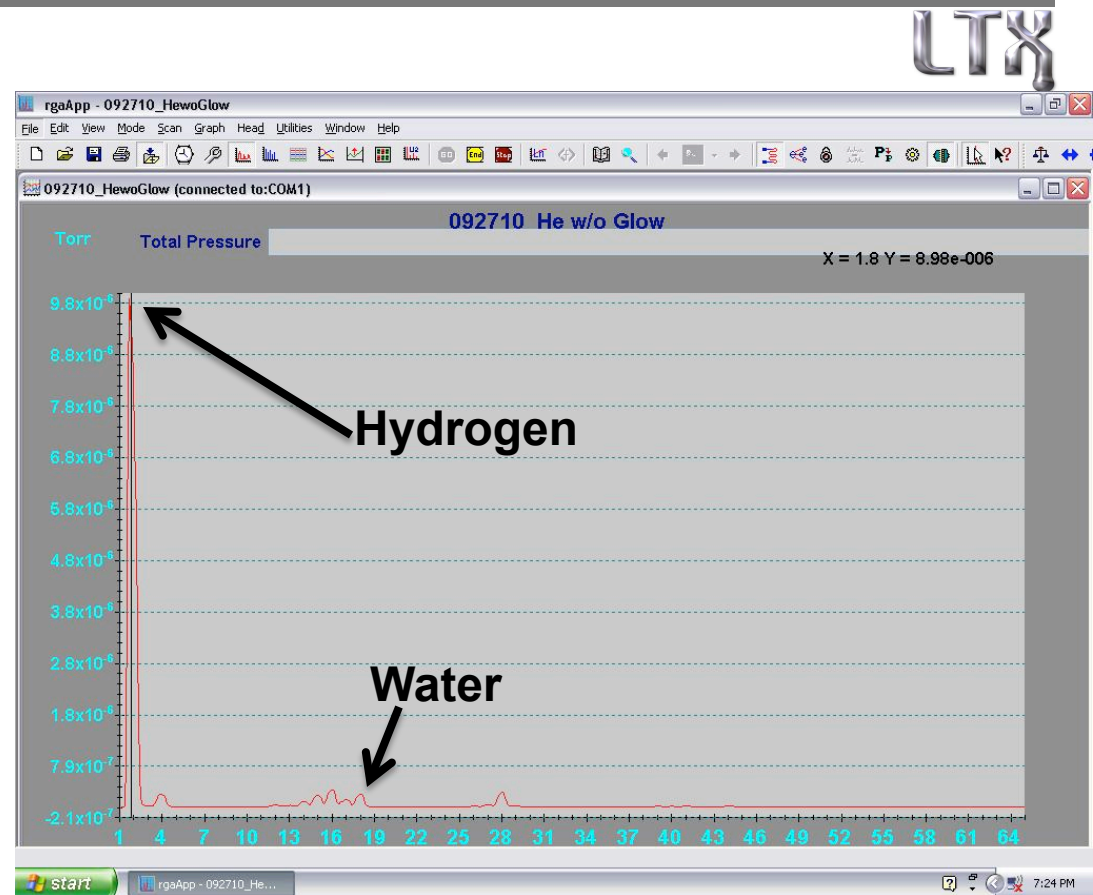 LTX
rgaApp - 092710_HewoGlow
File Edit View Mode Scan Graph Head Utilities Window Help
092710_HewoGlow (connected to:COM1)
092710 He w/o Glow
Torr Total Pressure
X = 1.8 Y = 8.98e-006
9.8x10⁻⁶
8.8x10⁻⁶
7.8x10⁻⁶
Hydrogen
6.8x10⁻⁶
5.8x10⁻⁶
4.8x10⁻⁶
3.8x10⁻⁶
2.8x10⁻⁶
Water
1.8x10⁻⁶
7.9x10⁻⁷
-2.1x10⁻⁷
1 4 7 10 13 16 19 22 25 28 31 34 37 40 43 46 49 52 55 58 61 64
start rgaApp - 092710_He... 7:24 PM